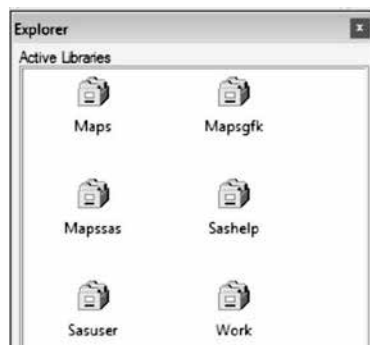 Explorer
x
Active Libraries
Maps Mapsgfk
Mapssas Sashelp
Sasuser Work